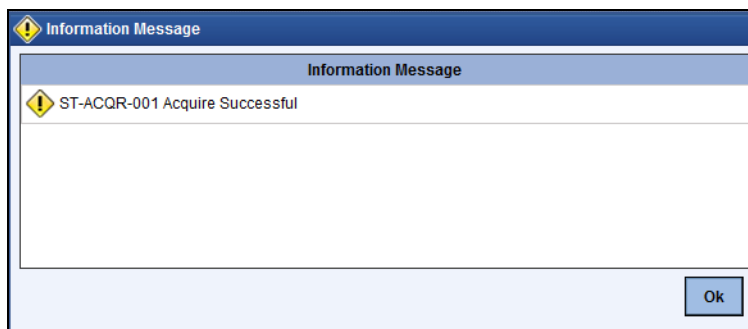 Information Message
Information Message
ST-ACQR-001 Acquire Successful
Ok